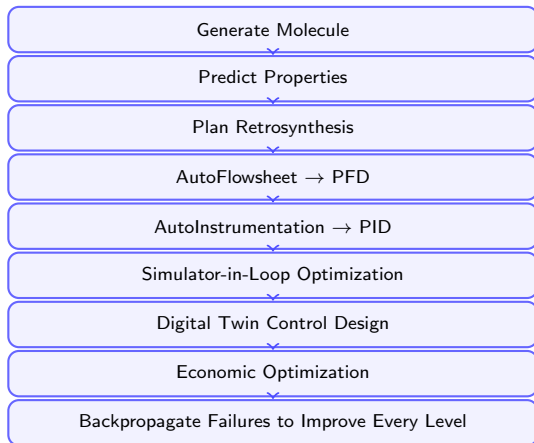 Generate Molecule
Predict Properties
Plan Retrosynthesis
AutoFlowsheet → PFD
AutoInstrumentation → PID
Simulator-in-Loop Optimization
Digital Twin Control Design
Economic Optimization
Backpropagate Failures to Improve Every Level